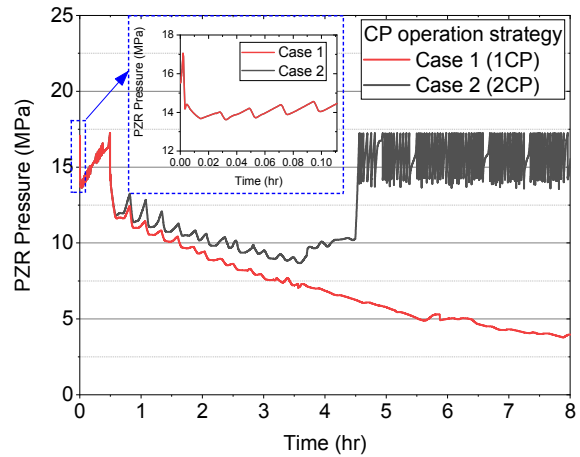 CP operation strategy
Case 1 (1CP)
Case 2 (2CP)
PZR Pressure (MPa)
25
20
15
10
5
0
0
1
2
3
4
5
6
7
8
Time (hr)
Case 1
Case 2
PZR Pressure (MPa)
18
16
14
12
0.00
0.02
0.04
0.06
0.08
0.10
Time (hr)